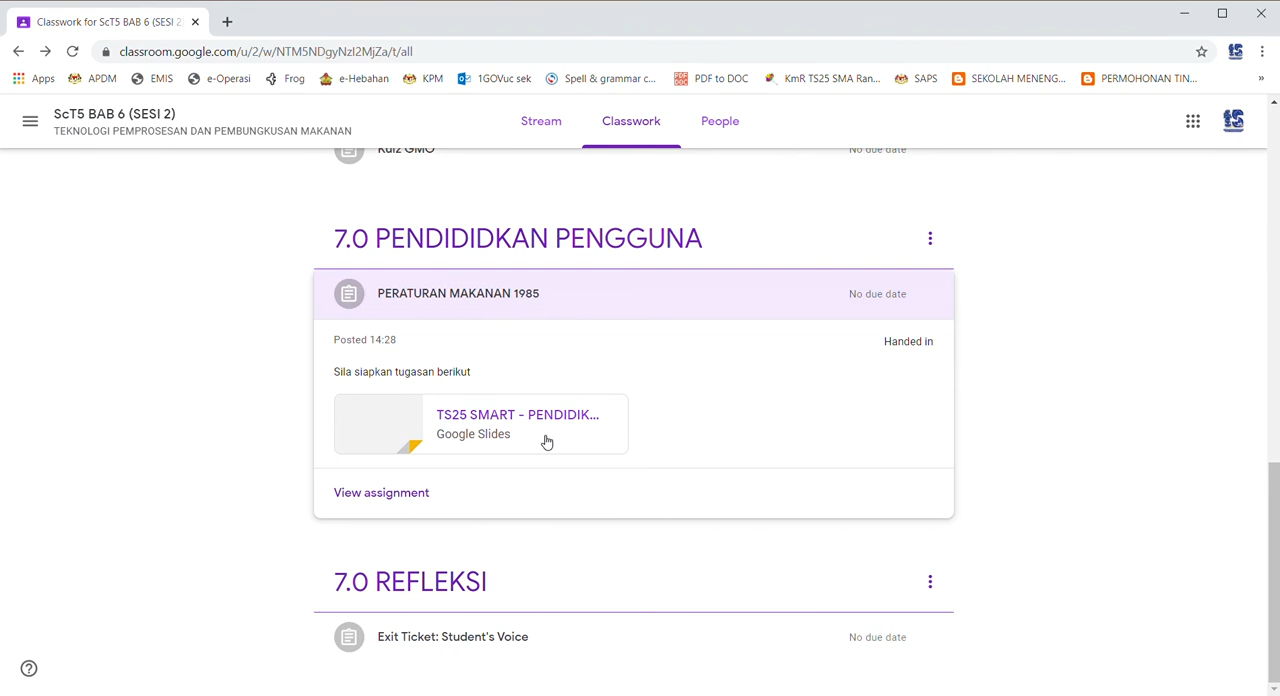 Classwork for ScT5 BAB 6 (SESI 2)
classroom.google.com/u/2/w/NTM5NDgyNzI2MjZa/t/all
Apps APDM EMIS e-Operasi Frog e-Hebahan KPM 1GOVuc sek Spell & grammar c... PDF to DOC KmR TS25 SMA Ran... SAPS SEKOLAH MENENG... PERMOHONAN TIN... »
ScT5 BAB 6 (SESI 2)
TEKNOLOGI PEMPROSESAN DAN PEMBUNGKUSAN MAKANAN
Stream Classwork People
Kuiz GMO No due date
7.0 PENDIDIDKAN PENGGUNA
PERATURAN MAKANAN 1985 No due date
Posted 14:28 Handed in
Sila siapkan tugasan berikut
TS25 SMART - PENDIDIK...
Google Slides
View assignment
7.0 REFLEKSI
Exit Ticket: Student's Voice No due date